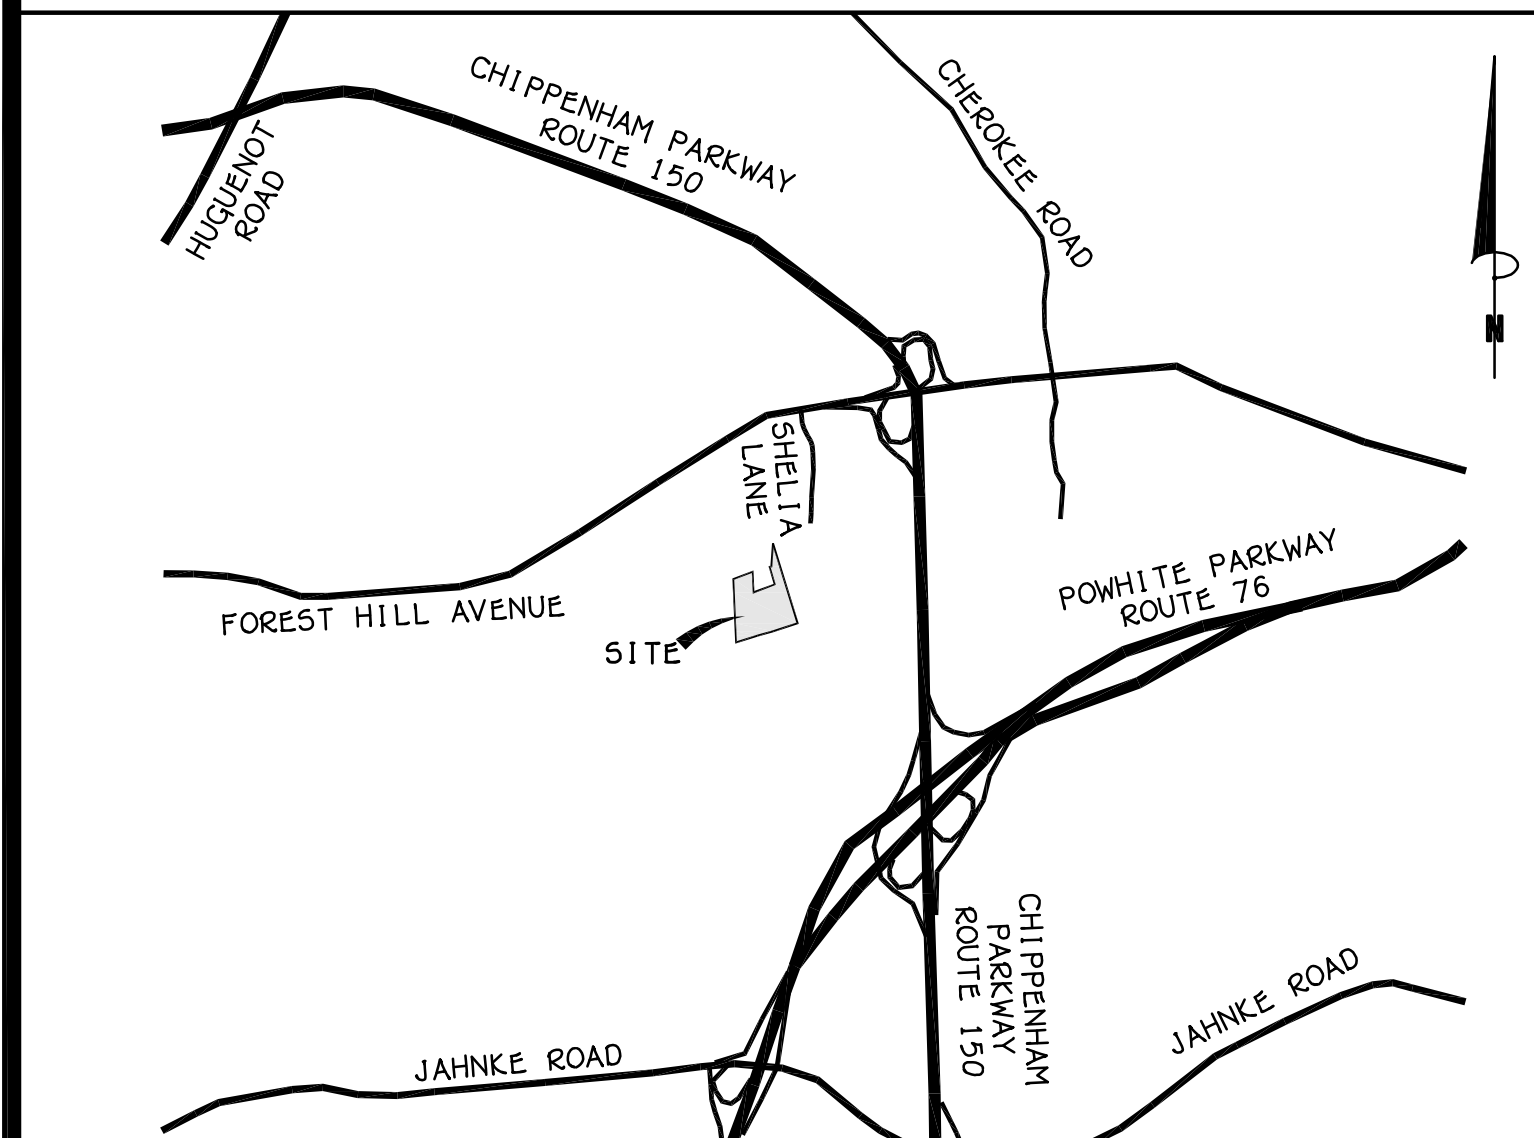 CHIPPENHAM PARKWAY
ROUTE 150
CHEROKEE ROAD
HUGUENOT
ROAD
N
SHELIA
LANE
POWHITE PARKWAY
ROUTE 76
FOREST HILL AVENUE
SITE
CHIPPENHAM
PARKWAY
ROUTE 150
JAHNKE ROAD
JAHNKE ROAD